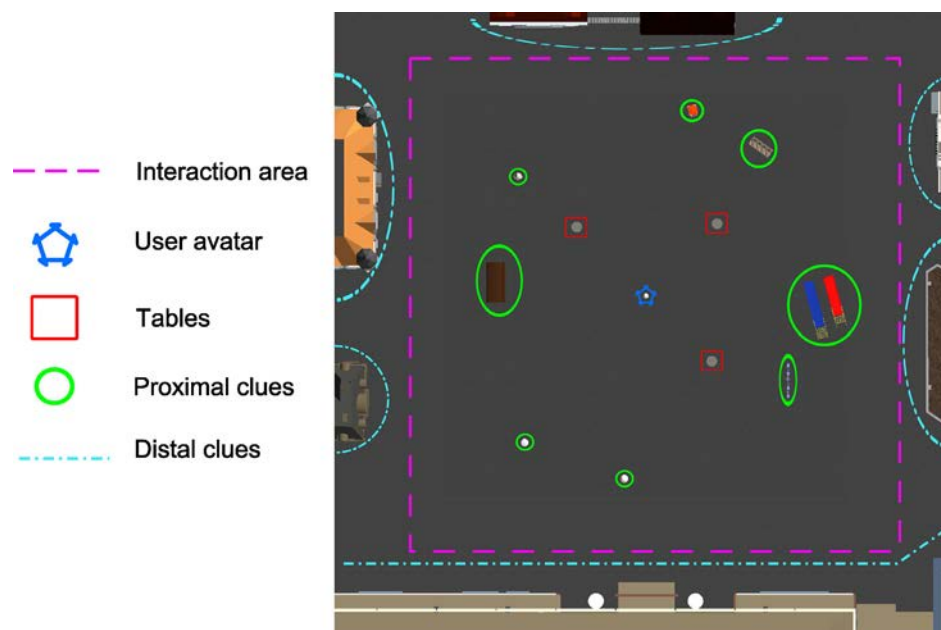 Interaction area
User avatar
Tables
Proximal clues
Distal clues